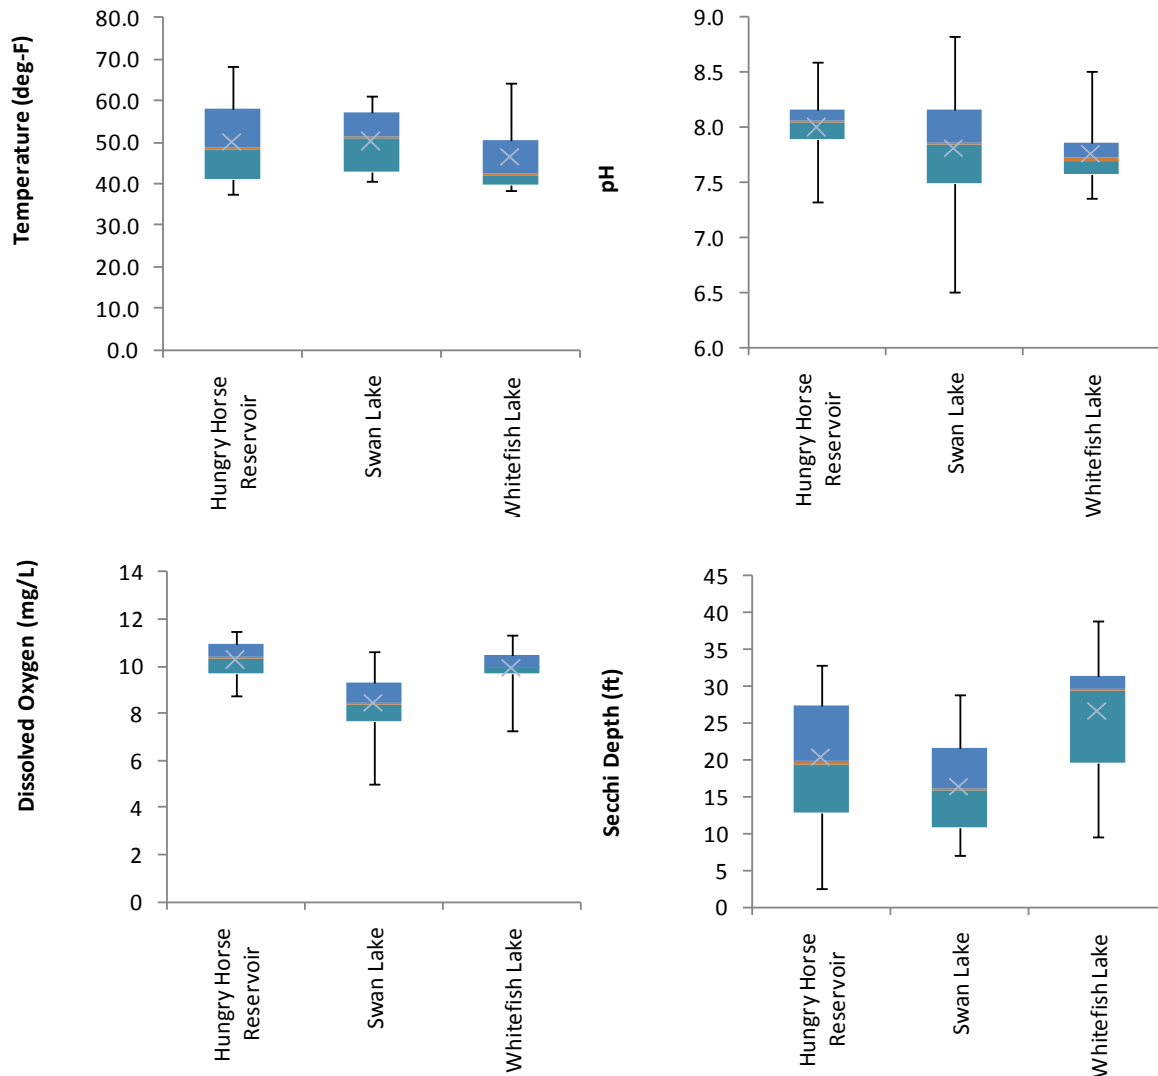 Temperature (deg-F)
80.0
70.0
60.0
50.0
40.0
30.0
20.0
10.0
0.0
Hungry Horse
Reservoir
Swan Lake
Whitefish Lake
pH
9.0
8.5
8.0
7.5
7.0
6.5
6.0
Hungry Horse
Reservoir
Swan Lake
Whitefish Lake
Dissolved Oxygen (mg/L)
14
12
10
8
6
4
2
0
Hungry Horse
Reservoir
Swan Lake
Whitefish Lake
Secchi Depth (ft)
45
40
35
30
25
20
15
10
5
0
Hungry Horse
Reservoir
Swan Lake
Whitefish Lake